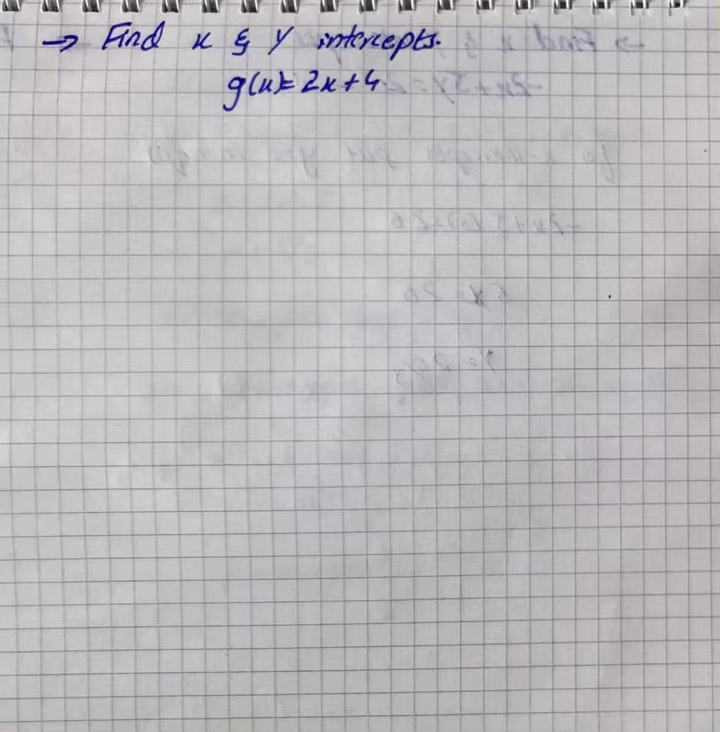 → Find x & y intercepts.
g(x)= 2x+4